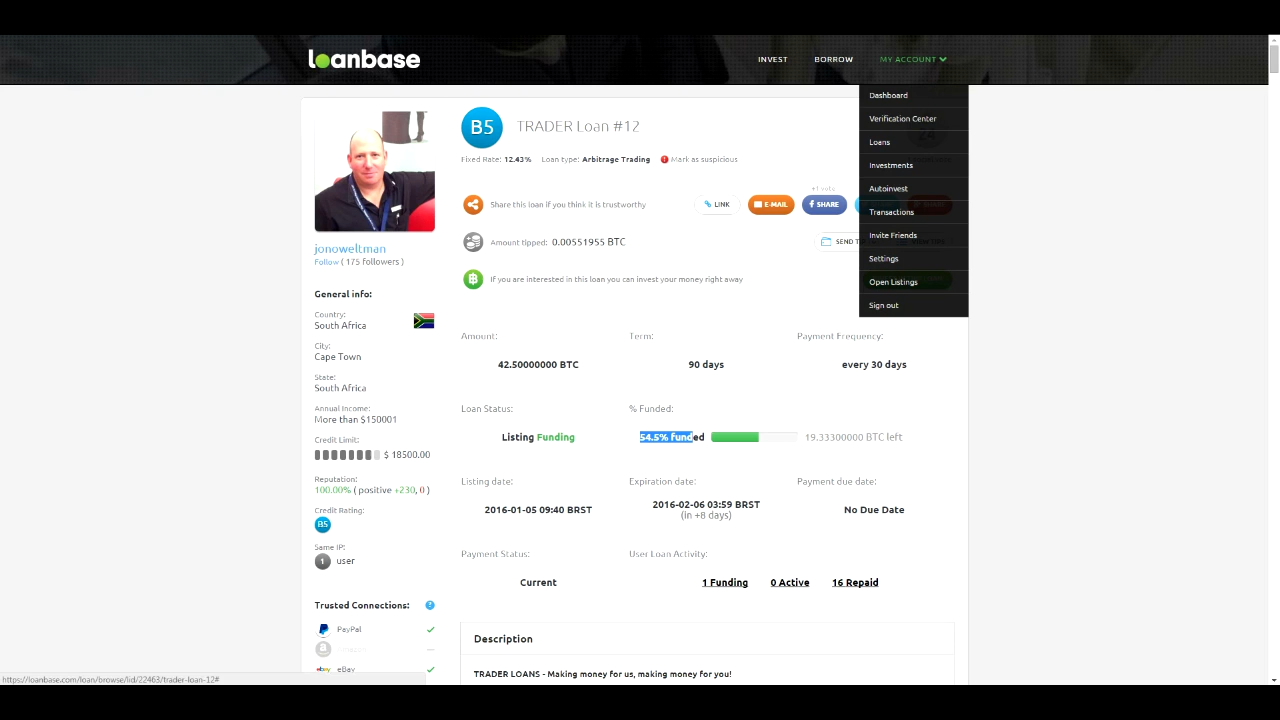 loanbase
INVEST BORROW MY ACCOUNT
Dashboard
Verification Center
Loans
Investments
Autoinvest
Transactions
Invite Friends
Settings
Open Listings
Sign out
B5 TRADER Loan #12
Fixed Rate: 12.43% Loan type: Arbitrage Trading Mark as suspicious
+1 vote
Share this loan if you think it is trustworthy LINK E-MAIL SHARE
Amount tipped: 0.00551955 BTC SEND
If you are interested in this loan you can invest your money right away
jonoweltman
Follow ( 175 followers )
General info:
Country:
South Africa
City:
Cape Town
State:
South Africa
Annual Income:
More than $150001
Credit Limit:
$ 18500.00
Reputation:
100.00% ( positive +230, 0 )
Credit Rating:
B5
Same IP:
1 user
Trusted Connections: ?
PayPal
eBay
Amount: Term: Payment Frequency:
42.50000000 BTC 90 days every 30 days
Loan Status: % Funded:
Listing Funding 54.5% funded 19.33300000 BTC left
Listing date: Expiration date: Payment due date:
2016-01-05 09:40 BRST 2016-02-06 03:59 BRST No Due Date
(in +8 days)
Payment Status: User Loan Activity:
Current 1 Funding 0 Active 16 Repaid
Description
TRADER LOANS - Making money for us, making money for you!
https://loanbase.com/loan/browse/lid/22463/trader-loan-12#